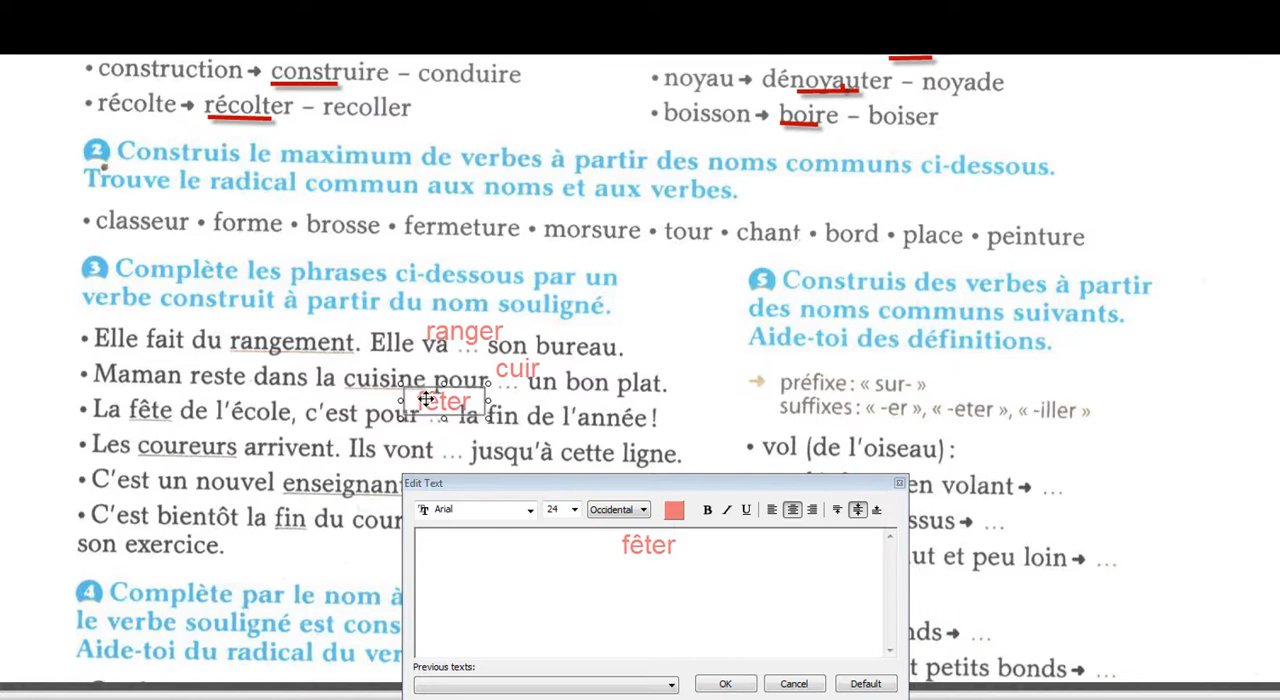 • construction → construire – conduire
• récolte → récolter – recoller
• noyau → dénoyauter – noyade
• boisson → boire – boiser
2 Construis le maximum de verbes à partir des noms communs ci-dessous.
Trouve le radical commun aux noms et aux verbes.
• classeur • forme • brosse • fermeture • morsure • tour • chant • bord • place • peinture
3 Complète les phrases ci-dessous par un
verbe construit à partir du nom souligné.
ranger
• Elle fait du rangement. Elle va ... son bureau.
cuir
• Maman reste dans la cuisine pour ... un bon plat.
fêter
• La fête de l'école, c'est pour ... la fin de l'année !
• Les coureurs arrivent. Ils vont ... jusqu'à cette ligne.
• C'est un nouvel enseignan
• C'est bientôt la fin du cour
son exercice.
4 Complète par le nom à
le verbe souligné est cons
Aide-toi du radical du ver
5 Construis des verbes à partir
des noms communs suivants.
Aide-toi des définitions.
→ préfixe : « sur- »
suffixes : « -er », « -eter », « -iller »
• vol (de l'oiseau) :
en volant → ...
ssus → ...
ut et peu loin → ...
nds → ...
t petits bonds → ...
Edit Text
Arial
24
Occidental
B I U
fêter
Previous texts:
OK
Cancel
Default